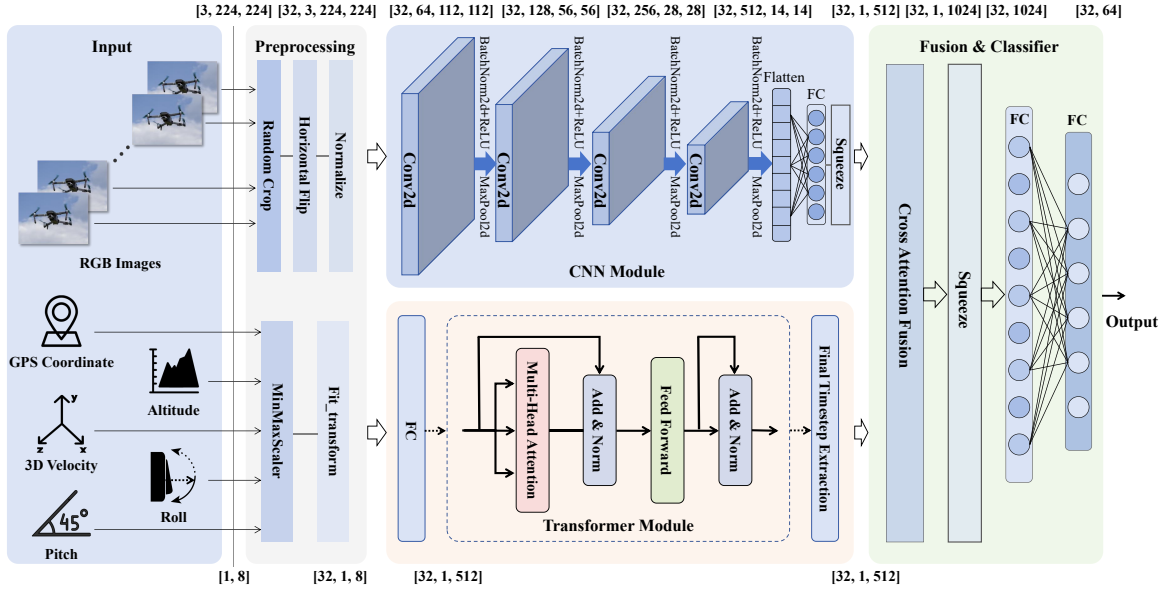 [3, 224, 224] [32, 3, 224, 224] [32, 64, 112, 112] [32, 128, 56, 56] [32, 256, 28, 28] [32, 512, 14, 14] [32, 1, 512] [32, 1, 1024] [32, 1024] [32, 64]
Input
RGB Images
GPS Coordinate
Altitude
y
z
x
3D Velocity
Roll
45°
Pitch
Preprocessing
Random Crop
Horizontal Flip
Normalize
MinMaxScaler
Fit_transform
Conv2d
BatchNorm2d+ReLU
MaxPool2d
Conv2d
BatchNorm2d+ReLU
MaxPool2d
Conv2d
BatchNorm2d+ReLU
MaxPool2d
Conv2d
BatchNorm2d+ReLU
MaxPool2d
Flatten
FC
Squeeze
CNN Module
FC
Multi-Head Attention
Add & Norm
Feed Forward
Add & Norm
Final Timestep Extraction
Transformer Module
Fusion & Classifier
Cross Attention Fusion
Squeeze
FC
FC
Output
[1, 8] [32, 1, 8] [32, 1, 512] [32, 1, 512]